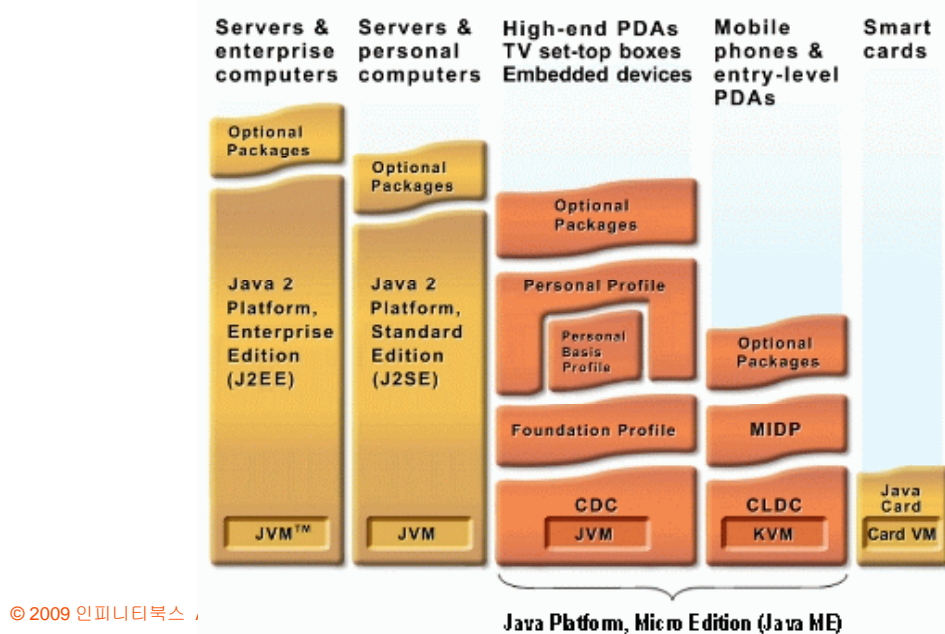 Servers &
enterprise
computers
Servers &
personal
computers
High-end PDAs
TV set-top boxes
Embedded devices
Mobile
phones &
entry-level
PDAs
Smart
cards
Optional
Packages
Java 2
Platform,
Enterprise
Edition
(J2EE)
JVM™
Optional
Packages
Java 2
Platform,
Standard
Edition
(J2SE)
JVM
Optional
Packages
Personal Profile
Personal
Basis
Profile
Foundation Profile
CDC
JVM
Optional
Packages
MIDP
CLDC
KVM
Java
Card
Card VM
Java Platform, Micro Edition (Java ME)
© 2009 인피니티북스